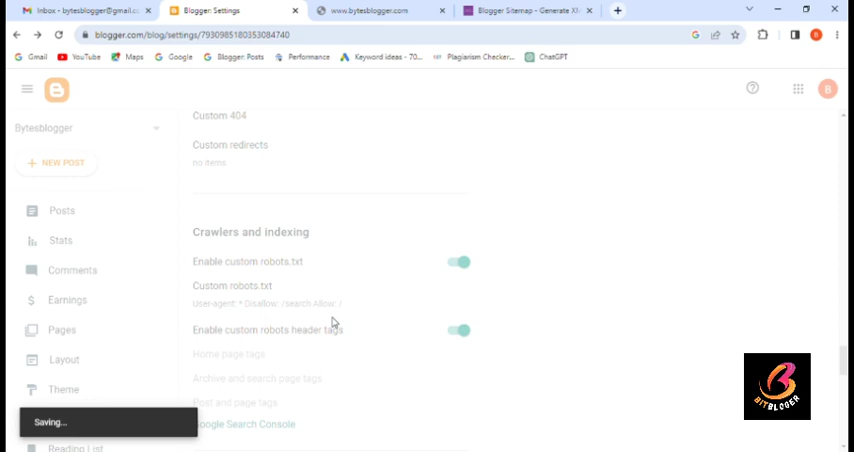 Inbox - bytesblogger@gmail.c
Blogger: Settings
www.bytesblogger.com
Blogger Sitemap - Generate XM
blogger.com/blog/settings/7930985180353084740
Gmail
YouTube
Maps
Google
Blogger: Posts
Performance
Keyword ideas - 70...
Plagiarism Checker...
ChatGPT
Bytesblogger
+ NEW POST
Posts
Stats
Comments
Earnings
Pages
Layout
Theme
Reading List
Saving...
Custom 404
Custom redirects
no items
Crawlers and indexing
Enable custom robots.txt
Custom robots.txt
User-agent: * Disallow: /search Allow: /
Enable custom robots header tags
Home page tags
Archive and search page tags
Post and page tags
Google Search Console
BITBLOGER